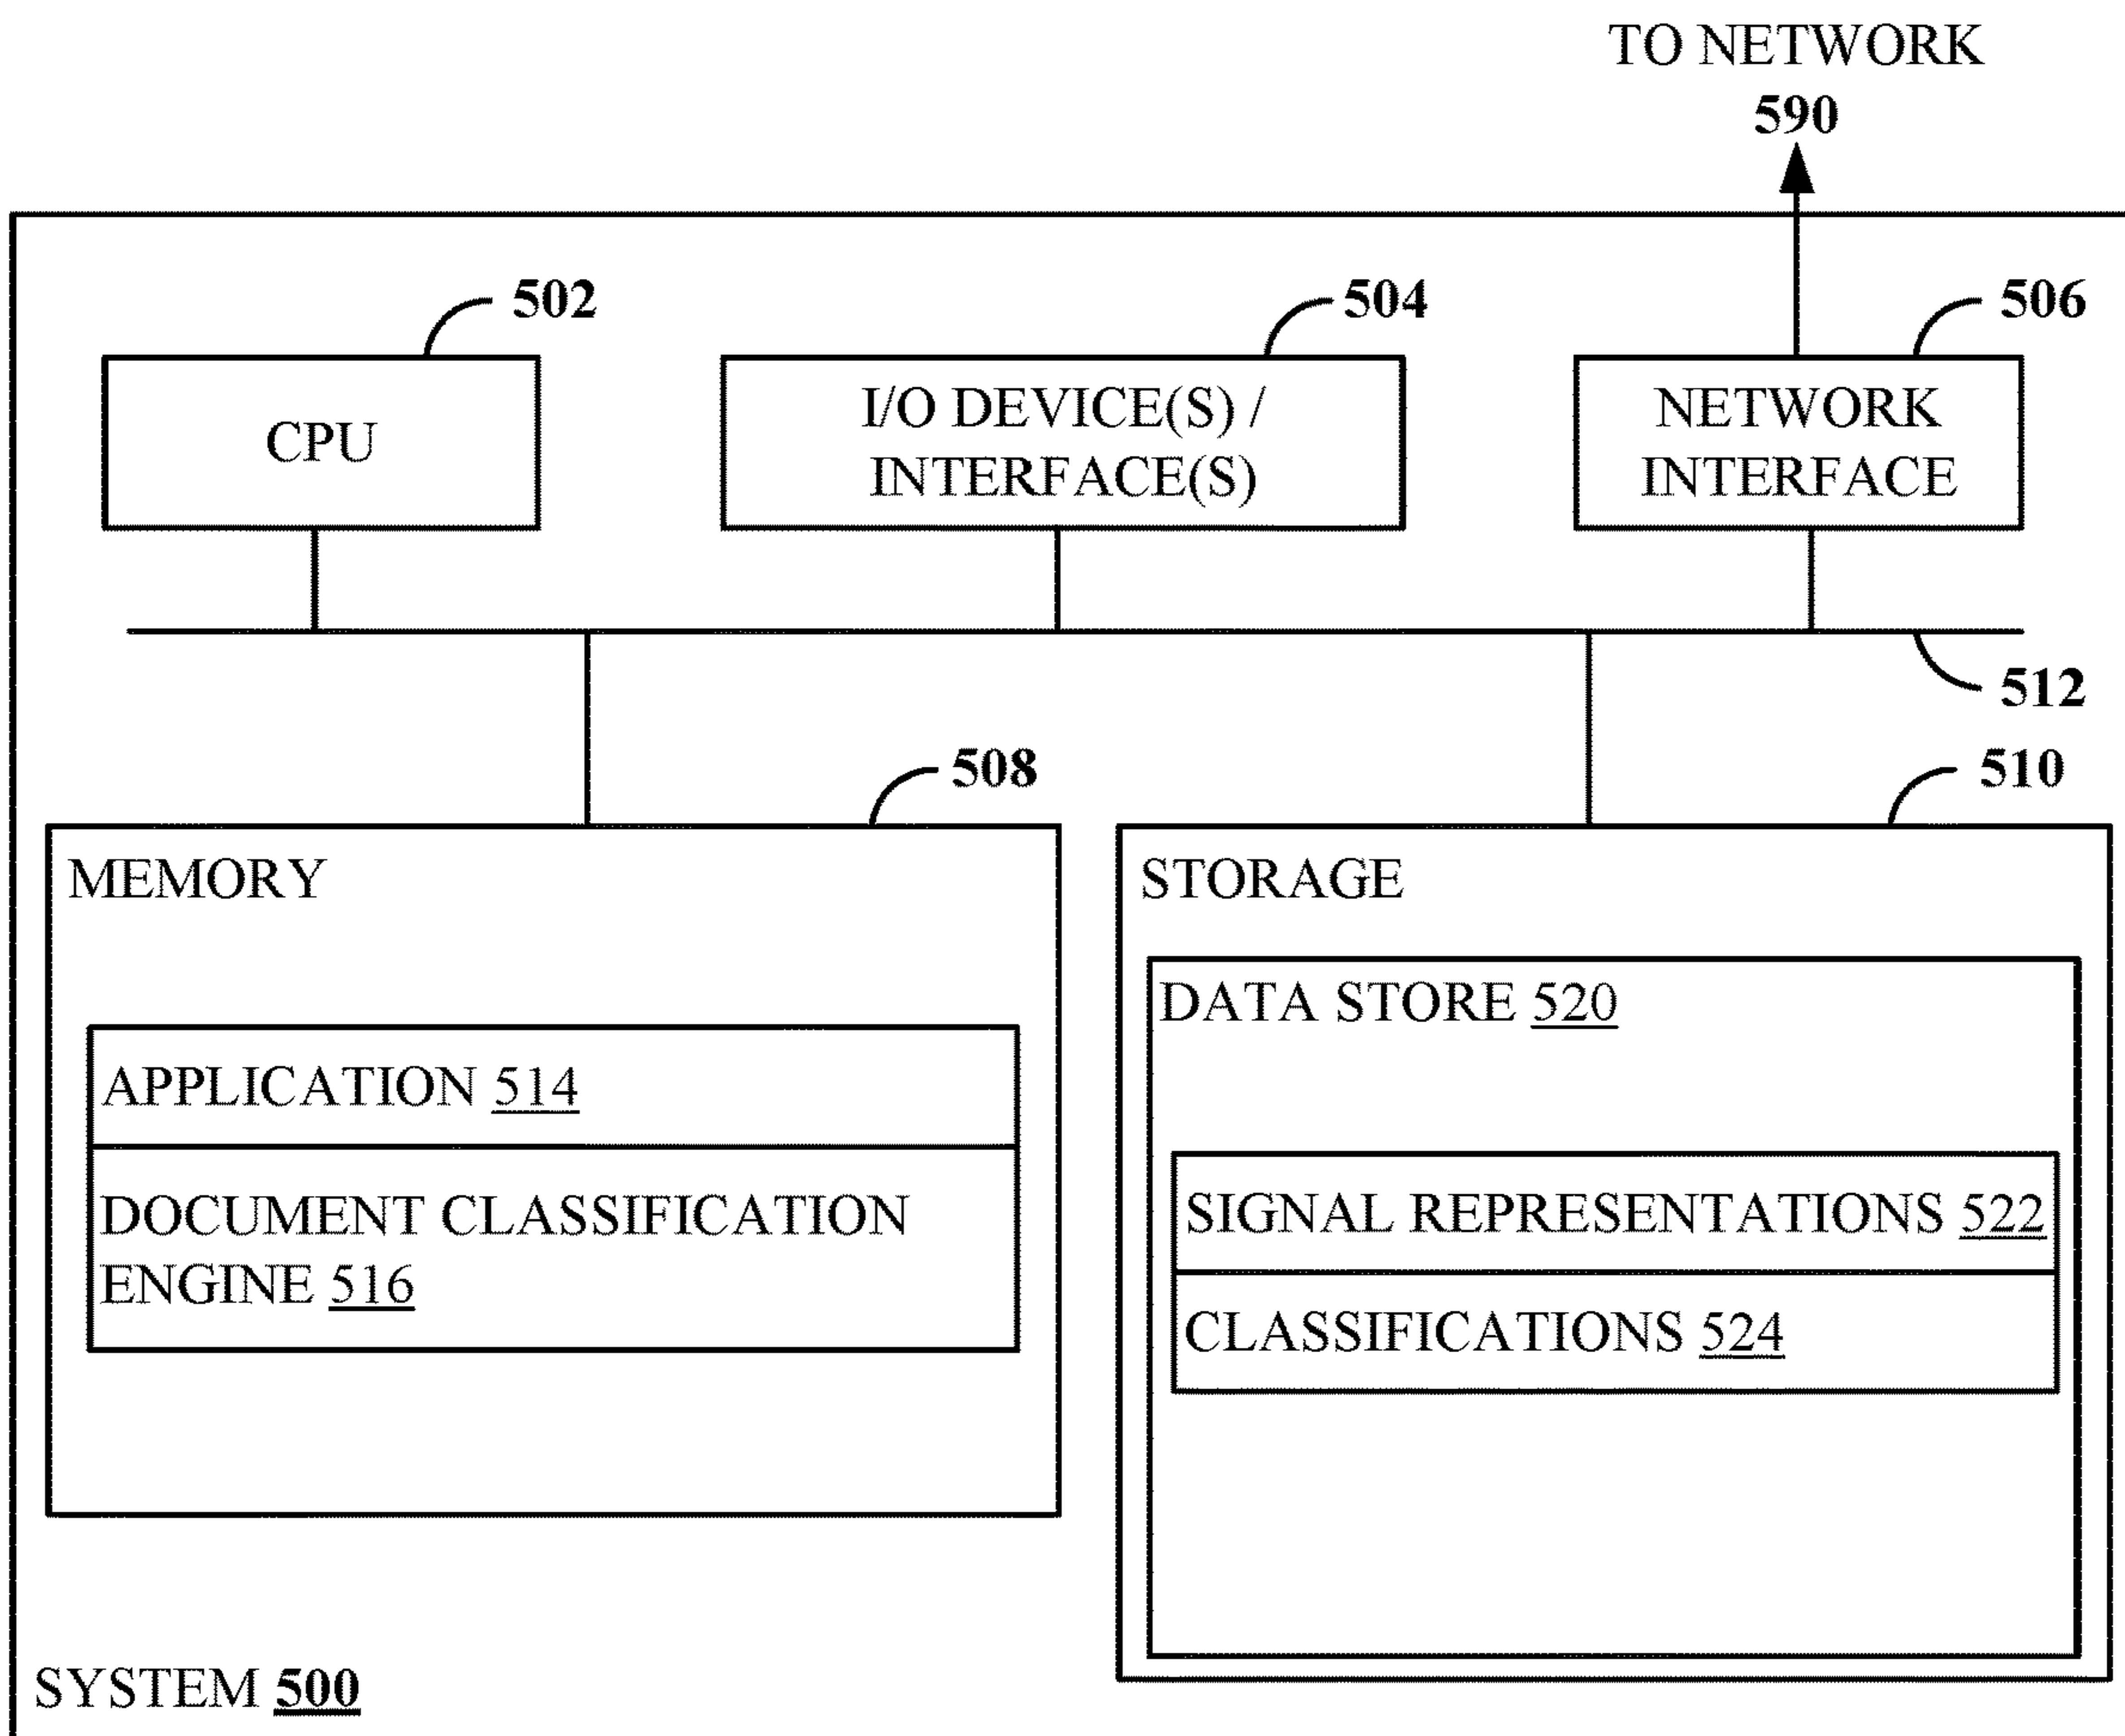 TO NETWORK
590
502
504
506
CPU
I/O DEVICE(S) /
INTERFACE(S)
NETWORK
INTERFACE
512
508
510
MEMORY
STORAGE
DATA STORE 520
APPLICATION 514
DOCUMENT CLASSIFICATION
ENGINE 516
SIGNAL REPRESENTATIONS 522
CLASSIFICATIONS 524
SYSTEM 500